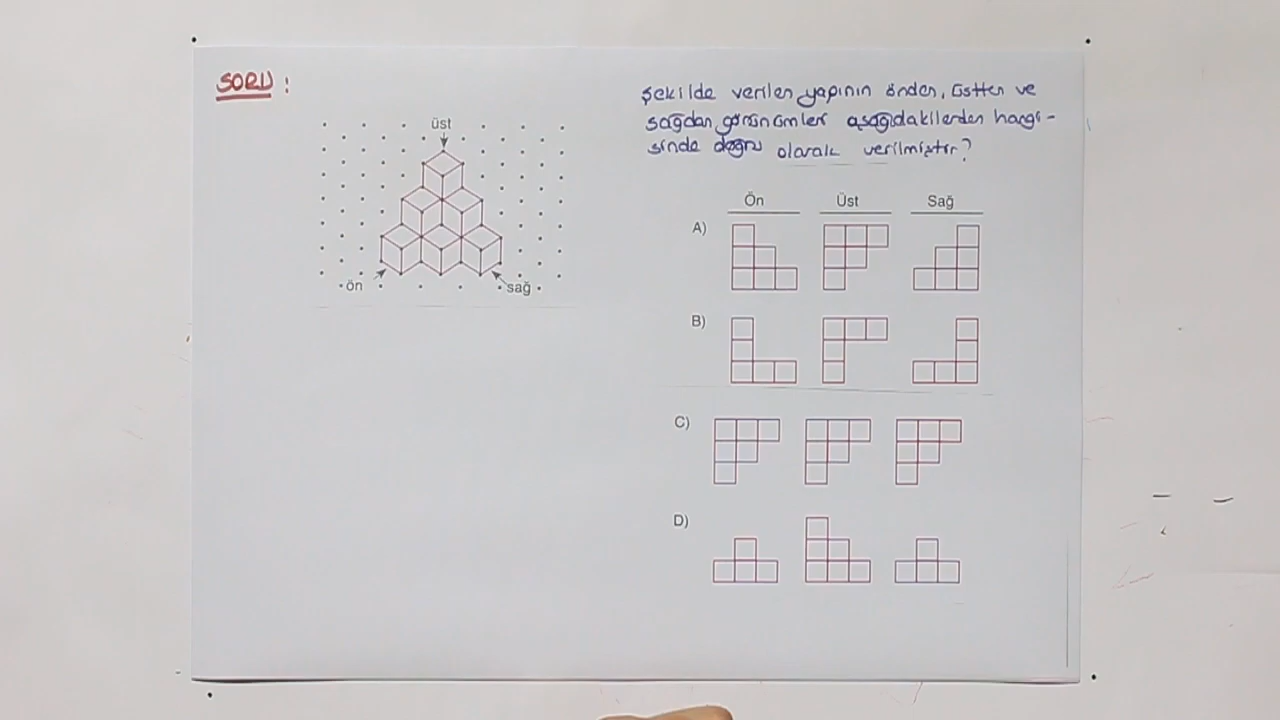 SORU :
Şekilde verilen yapının önden, üstten ve
sağdan görünümleri aşağıdakilerden hangi-
sinde doğru olarak verilmiştir?
üst
ön
sağ
Ön Üst Sağ
A)
B)
C)
D)